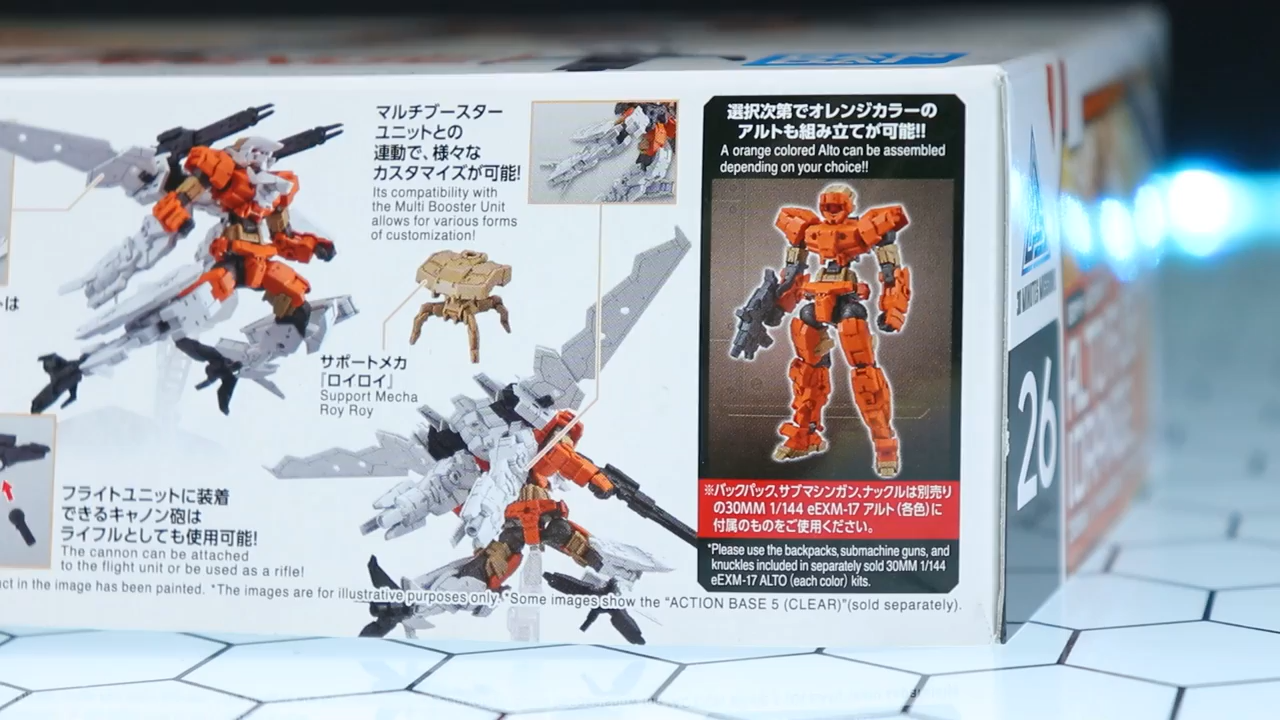 マルチブースター
ユニットとの
連動で、様々な
カスタマイズが可能!
Its compatibility with
the Multi Booster Unit
allows for various forms
of customization!
サポートメカ
「ロイロイ」
Support Mecha
Roy Roy
フライトユニットに装着
できるキャノン砲は
ライフルとしても使用可能!
The cannon can be attached
to the flight unit or be used as a rifle!
選択次第でオレンジカラーの
アルトも組み立てが可能!!
A orange colored Alto can be assembled
depending on your choice!!
※バックパック、サブマシンガン、ナックルは別売り
の30MM 1/144 eEXM-17 アルト(各色)に
付属のものをご使用ください。
*Please use the backpacks, submachine guns, and
knuckles included in separately sold 30MM 1/144
eEXM-17 ALTO (each color) kits.
in the image has been painted. *The images are for illustrative purposes only. *Some images show the "ACTION BASE 5 (CLEAR)"(sold separately).
30 MINUTES MISSIONS
26